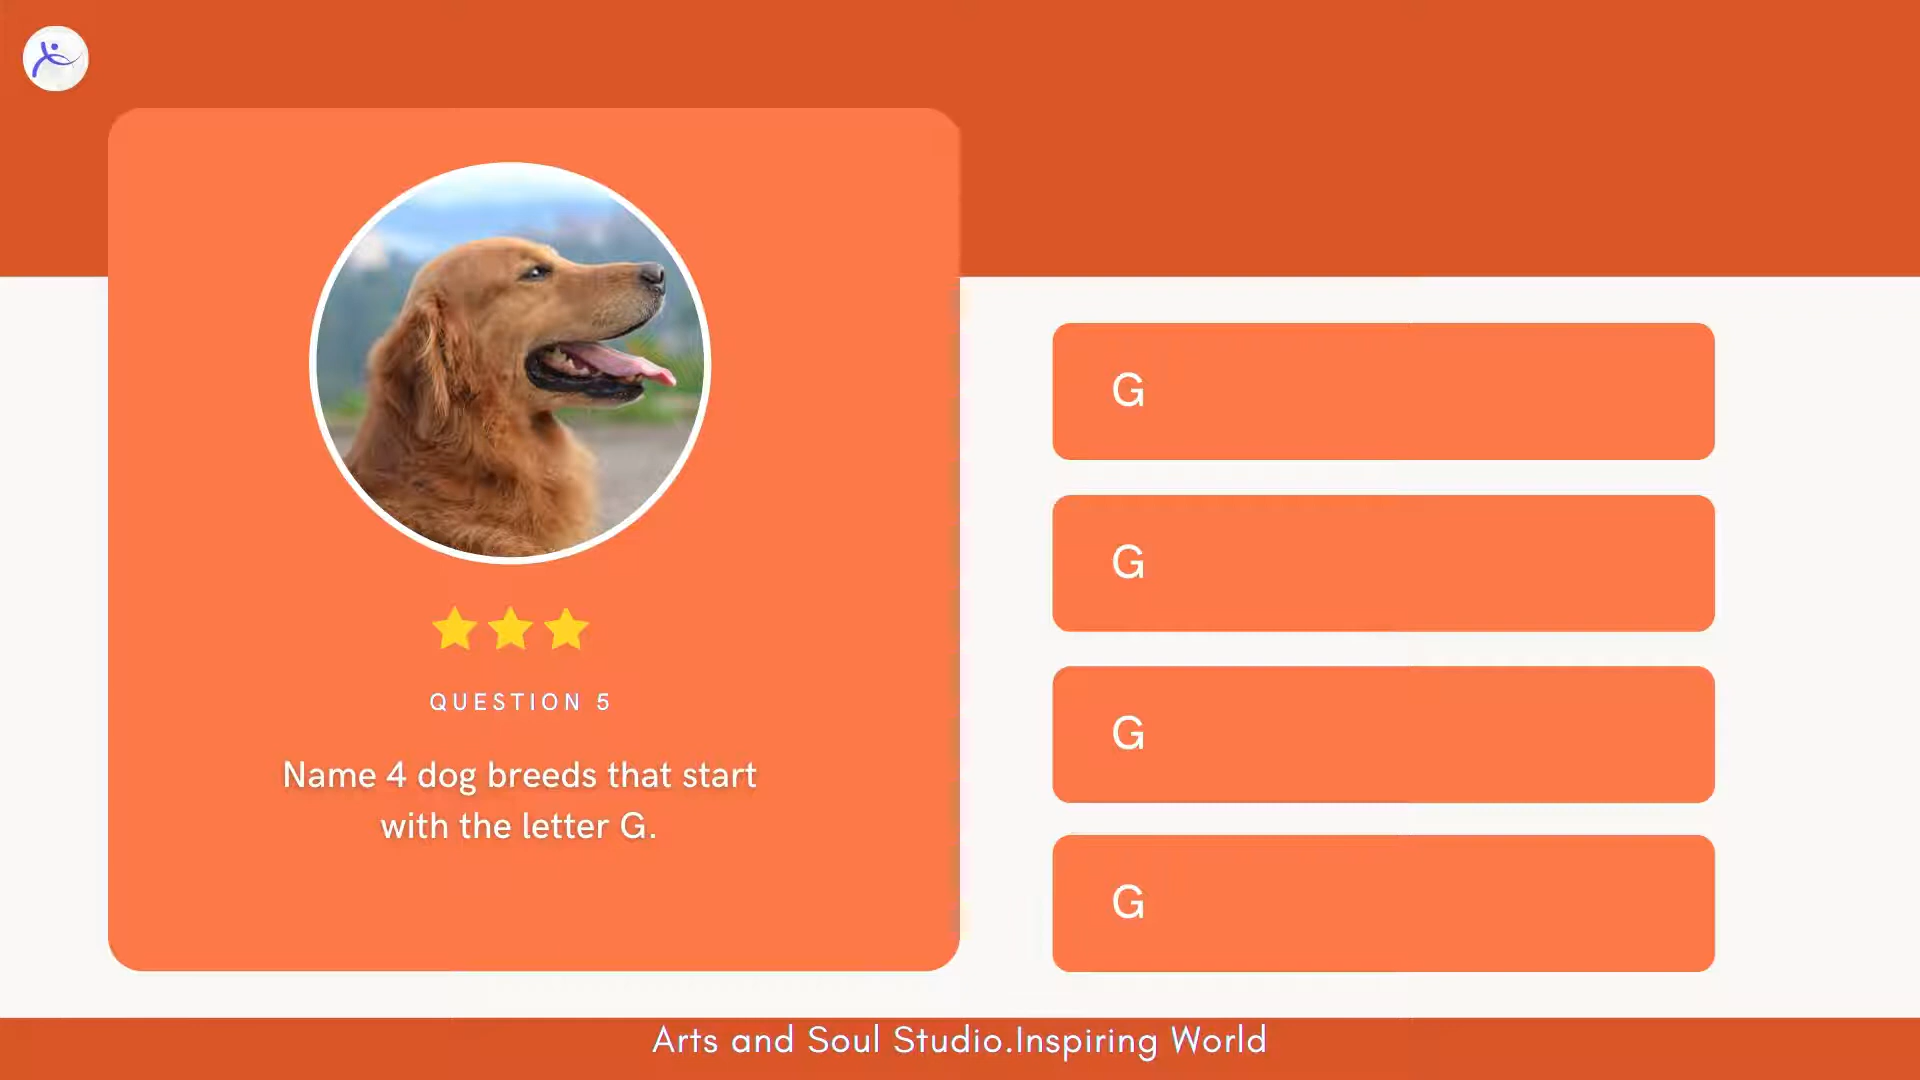 QUESTION 5
Name 4 dog breeds that start
with the letter G.
G
G
G
G
Arts and Soul Studio.Inspiring World